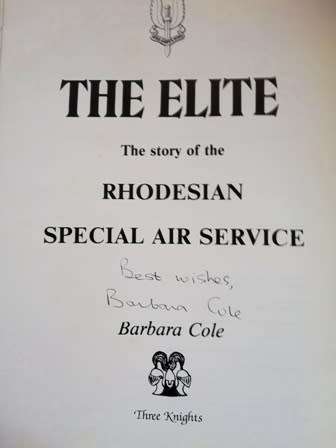 THE ELITE
The story of the
RHODESIAN
SPECIAL AIR SERVICE
Best wishes,
Barbara Cole
Barbara Cole
Three Knights